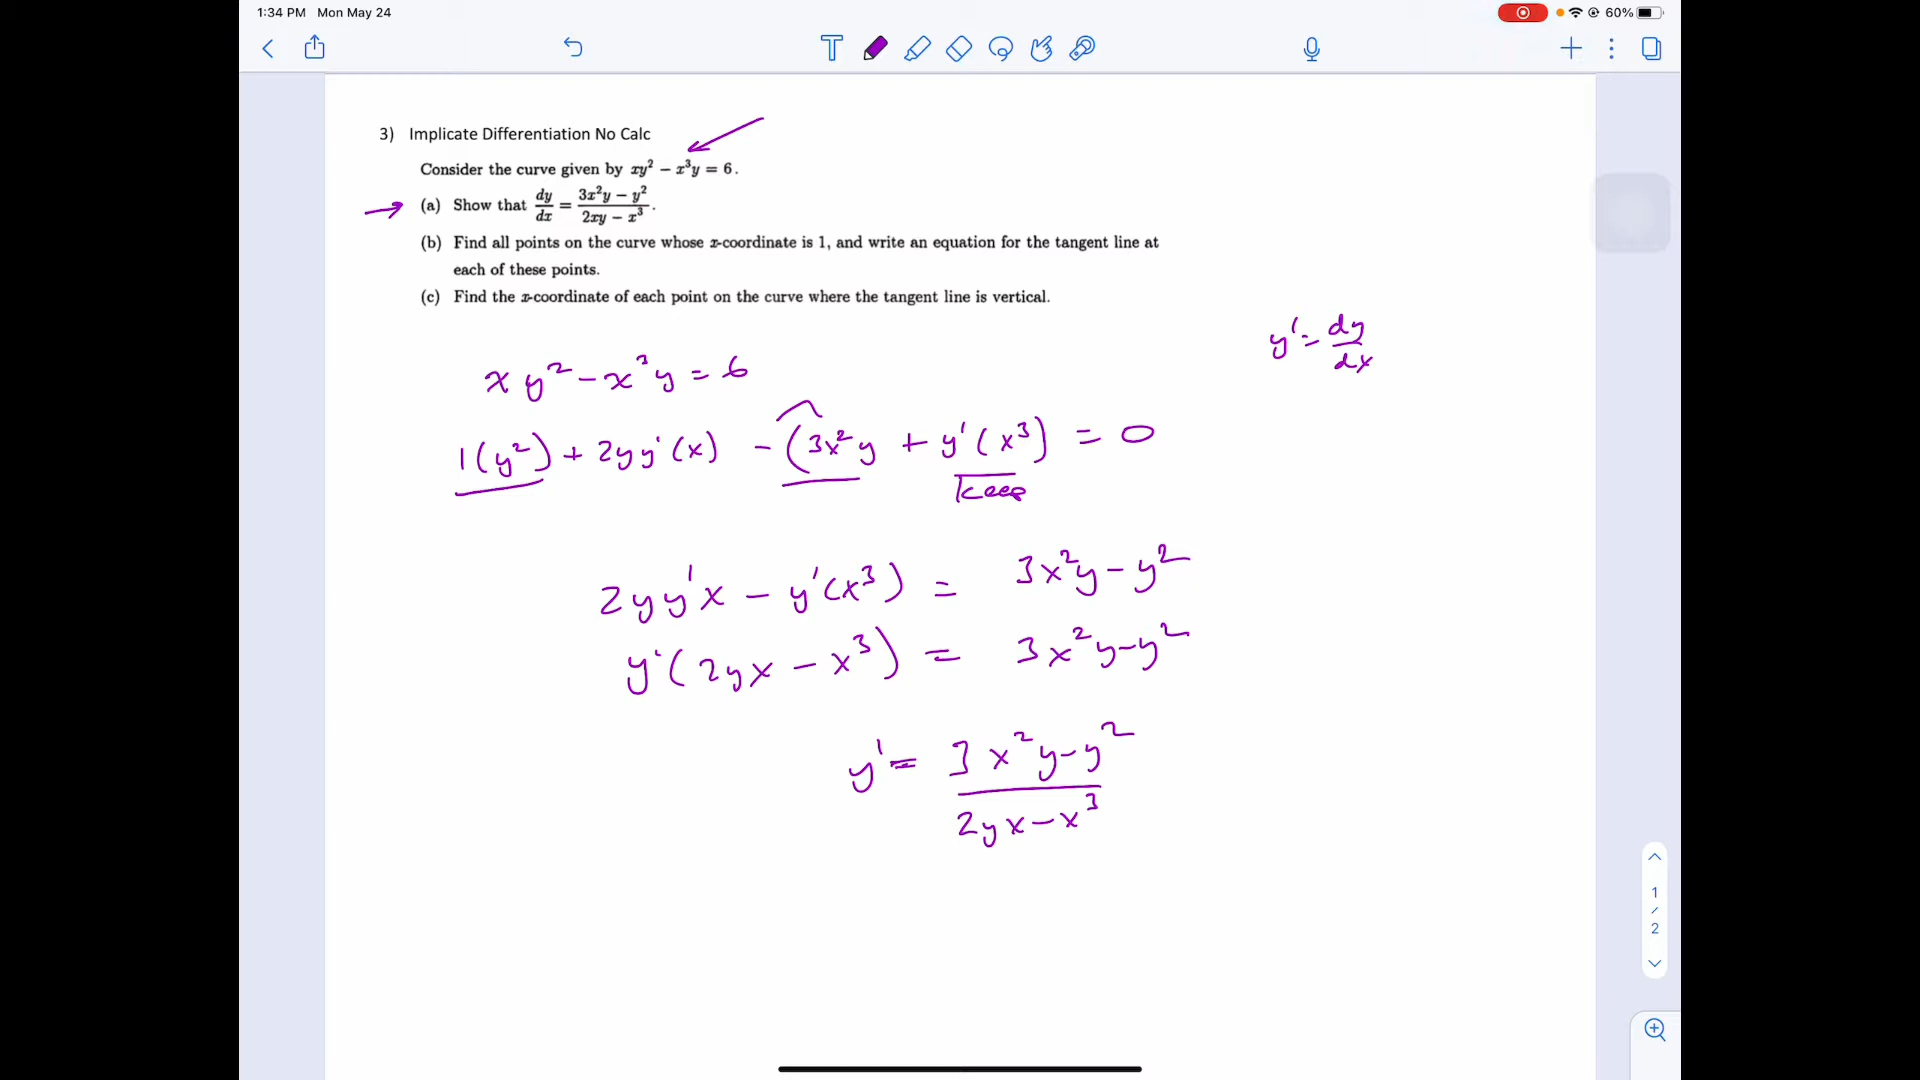 1:34 PM Mon May 24
60%
3) Implicate Differentiation No Calc
Consider the curve given by xy² − x³y = 6.
(a) Show that dy/dx = (3x²y − y²)/(2xy − x³).
(b) Find all points on the curve whose x-coordinate is 1, and write an equation for the tangent line at
each of these points.
(c) Find the x-coordinate of each point on the curve where the tangent line is vertical.
y' = dy/dx
xy² − x³y = 6
1(y²) + 2yy'(x) − (3x²y + y'(x³) = 0
keep
2yy'x − y'(x³) = 3x²y − y²
y'(2yx − x³) = 3x²y − y²
y' = (3x²y − y²)/(2yx − x³)
1
/
2